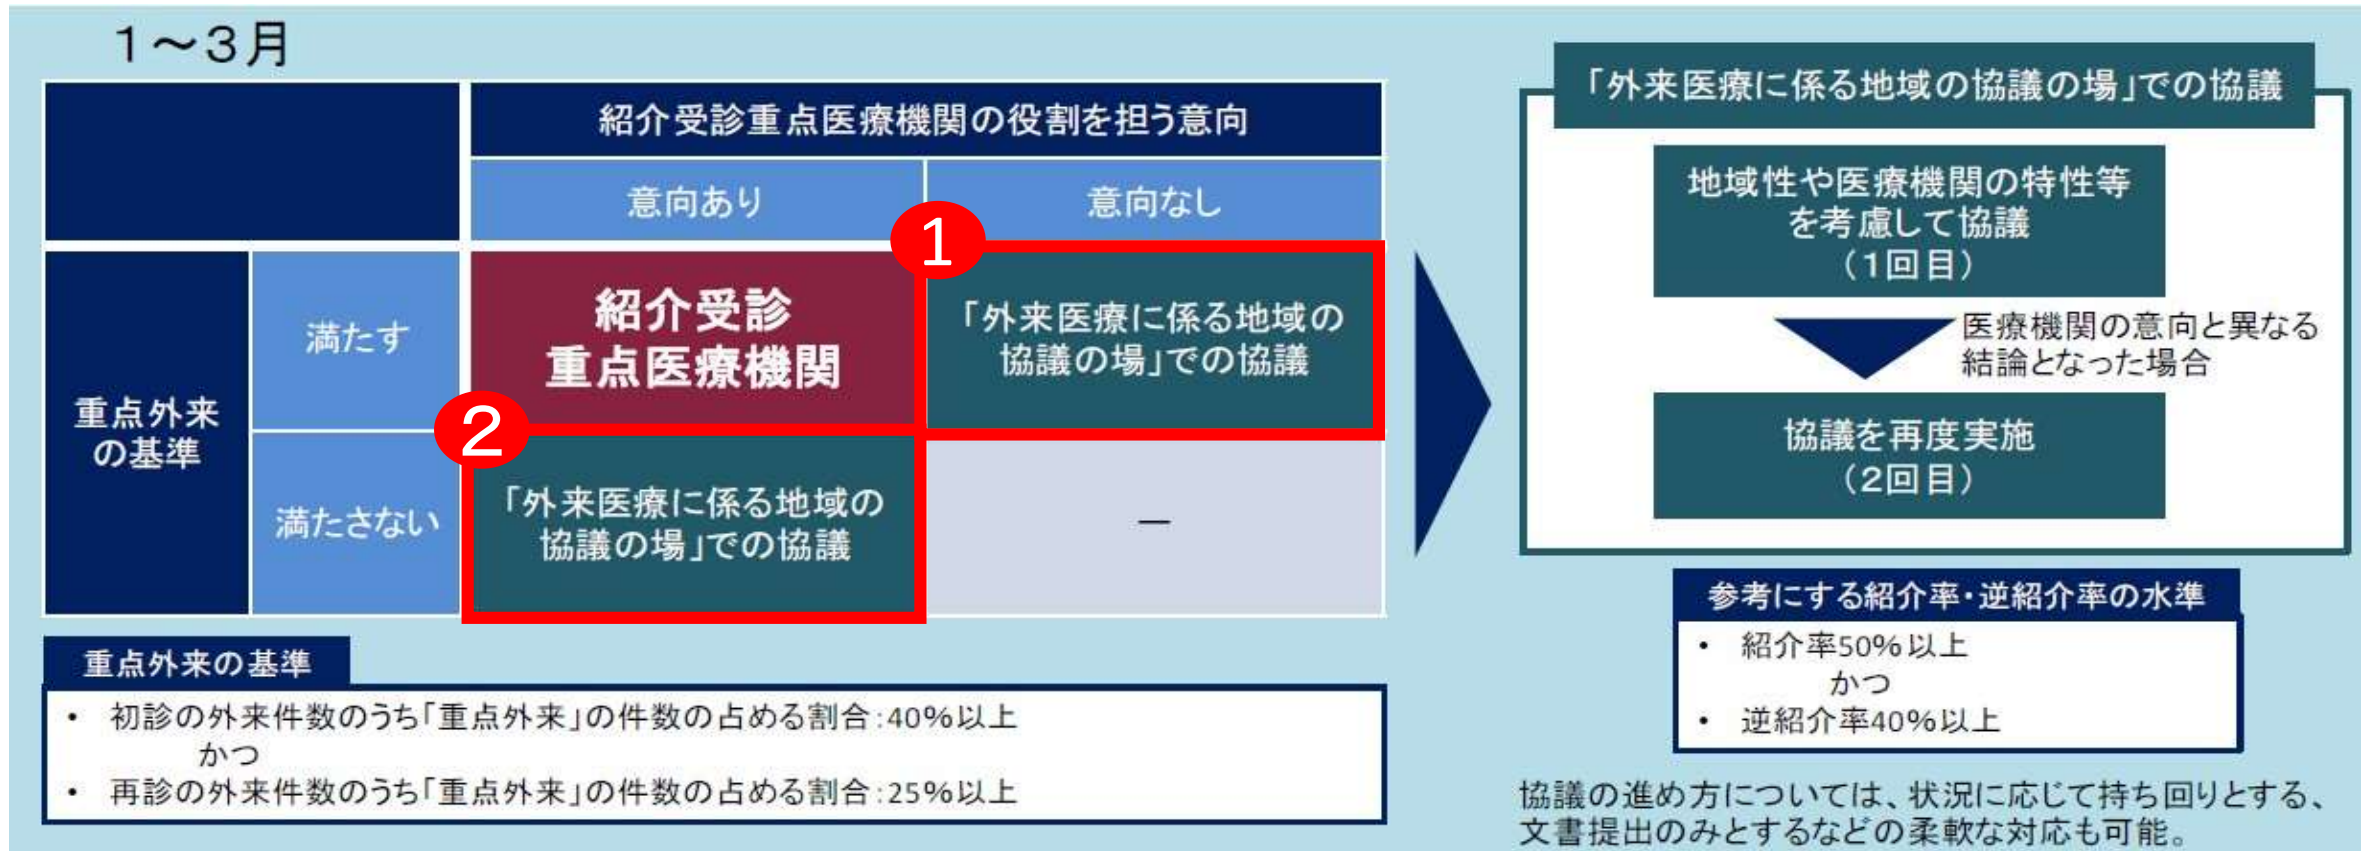 1～3月
紹介受診重点医療機関の役割を担う意向
意向あり
意向なし
重点外来
の基準
満たす
紹介受診
重点医療機関
1
「外来医療に係る地域の
協議の場」での協議
満たさない
2
「外来医療に係る地域の
協議の場」での協議
－
重点外来の基準
• 初診の外来件数のうち「重点外来」の件数の占める割合:40%以上
かつ
• 再診の外来件数のうち「重点外来」の件数の占める割合:25%以上
「外来医療に係る地域の協議の場」での協議
地域性や医療機関の特性等
を考慮して協議
（1回目）
医療機関の意向と異なる
結論となった場合
協議を再度実施
（2回目）
参考にする紹介率・逆紹介率の水準
• 紹介率50%以上
かつ
• 逆紹介率40%以上
協議の進め方については、状況に応じて持ち回りとする、
文書提出のみとするなどの柔軟な対応も可能。